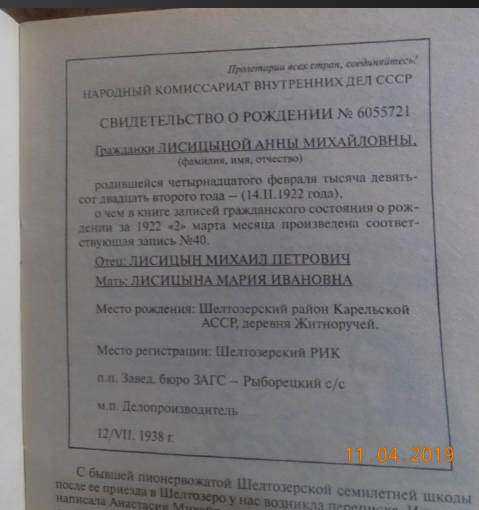 Пролетарии всех стран, соединяйтесь!
НАРОДНЫЙ КОМИССАРИАТ ВНУТРЕННИХ ДЕЛ СССР
СВИДЕТЕЛЬСТВО О РОЖДЕНИИ № 6055721
Гражданки ЛИСИЦЫНОЙ АННЫ МИХАЙЛОВНЫ,
(фамилия, имя, отчество)
родившейся четырнадцатого февраля тысяча девять-
сот двадцать второго года – (14.II.1922 года),
о чем в книге записей гражданского состояния о рож-
дении за 1922 «2» марта месяца произведена соответ-
ствующая запись №40.
Отец: ЛИСИЦЫН МИХАИЛ ПЕТРОВИЧ
Мать: ЛИСИЦЫНА МАРИЯ ИВАНОВНА
Место рождения: Шелтозерский район Карельской
АССР, деревня Житноручей.
Место регистрации: Шелтозерский РИК
п.п. Завед. бюро ЗАГС – Рыборецкий с/с
м.п. Делопроизводитель
12/VII. 1938 г.
11.04.2019
С бывшей пионервожатой Шелтозерской семилетней школы
после ее приезда в Шелтозеро у нас возникла переписка.
написала Анастасия